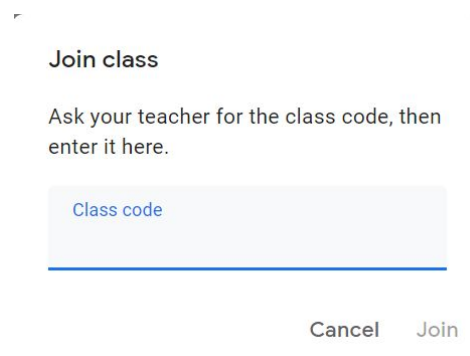 Join class
Ask your teacher for the class code, then
enter it here.
Class code
Cancel Join